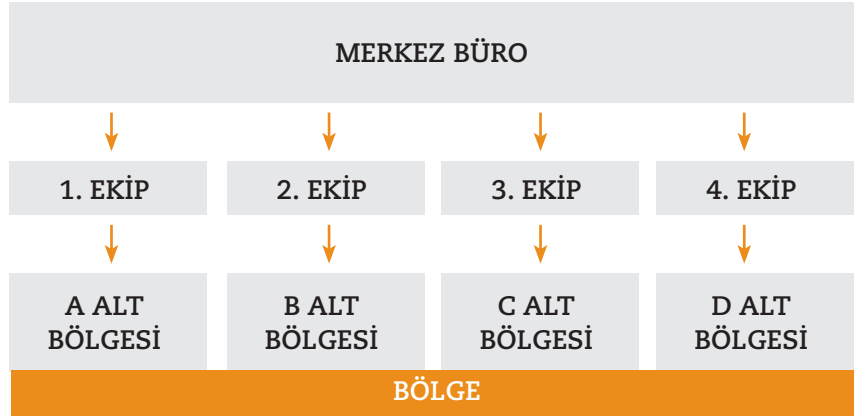 MERKEZ BÜRO
1. EKİP
2. EKİP
3. EKİP
4. EKİP
A ALT
BÖLGESİ
B ALT
BÖLGESİ
C ALT
BÖLGESİ
D ALT
BÖLGESİ
BÖLGE